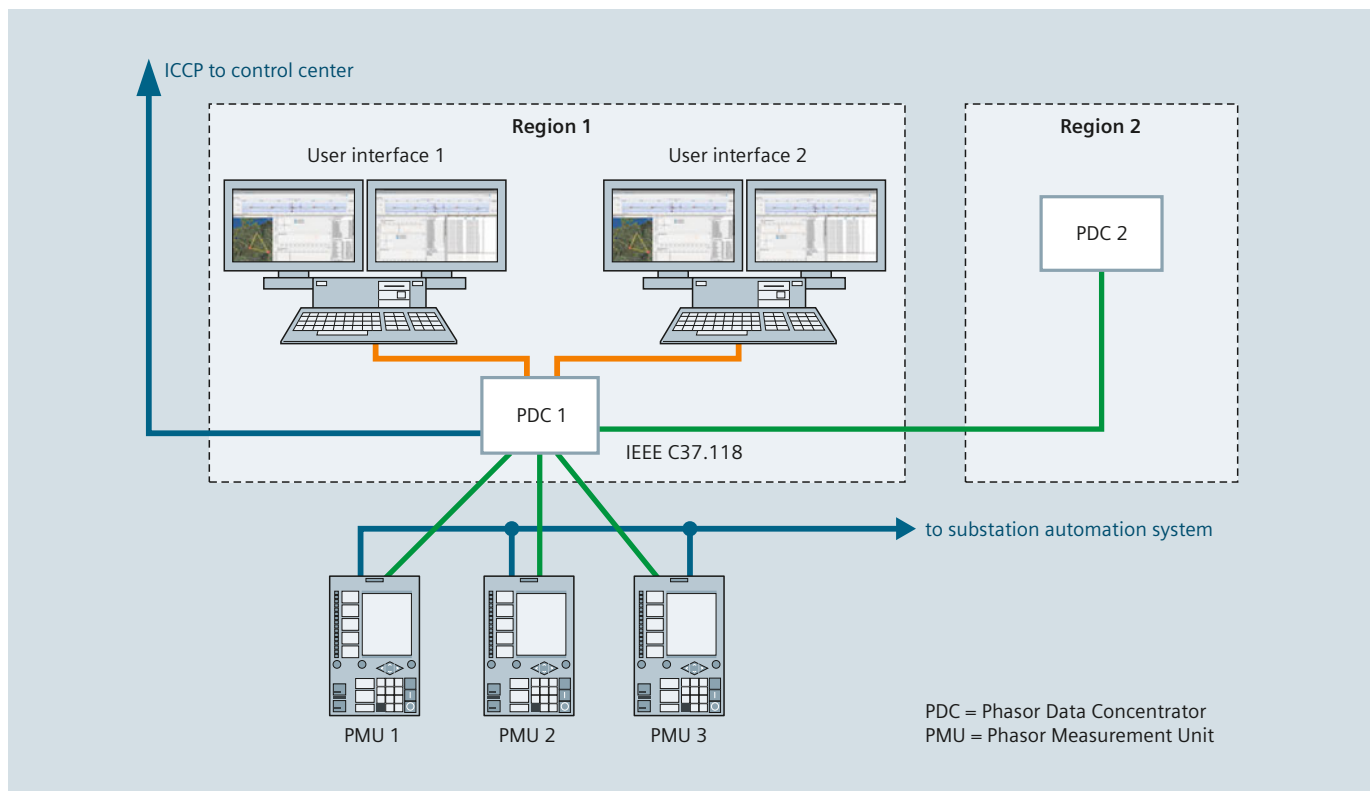 ICCP to control center
Region 1
Region 2
User interface 1
User interface 2
PDC 2
PDC 1
IEEE C37.118
to substation automation system
PMU 1
PMU 2
PMU 3
PDC = Phasor Data Concentrator
PMU = Phasor Measurement Unit